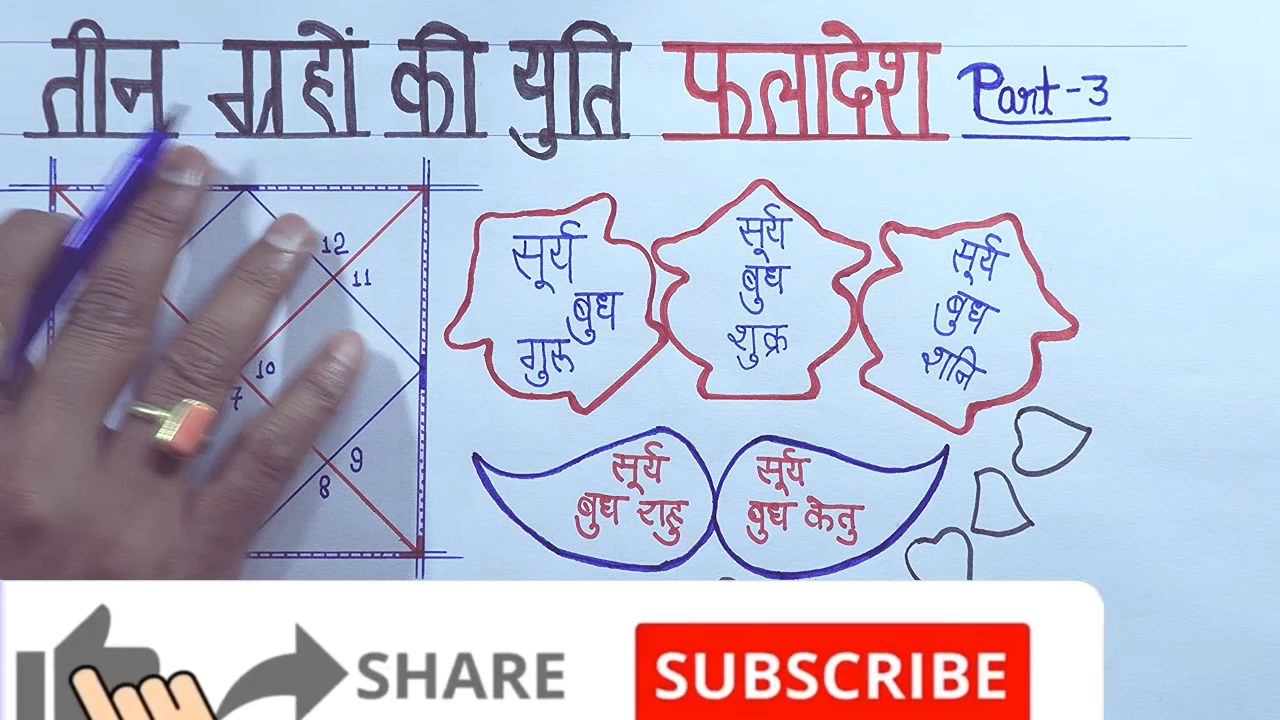 तीन ग्रहों की युति फलादेश Part-3
12
11
10
7
9
8
सूर्य
बुध
गुरू
सूर्य
बुध
शुक्र
सूर्य
बुध
शनि
सूर्य
बुध राहु
सूर्य
बुध केतु
SHARE
SUBSCRIBE